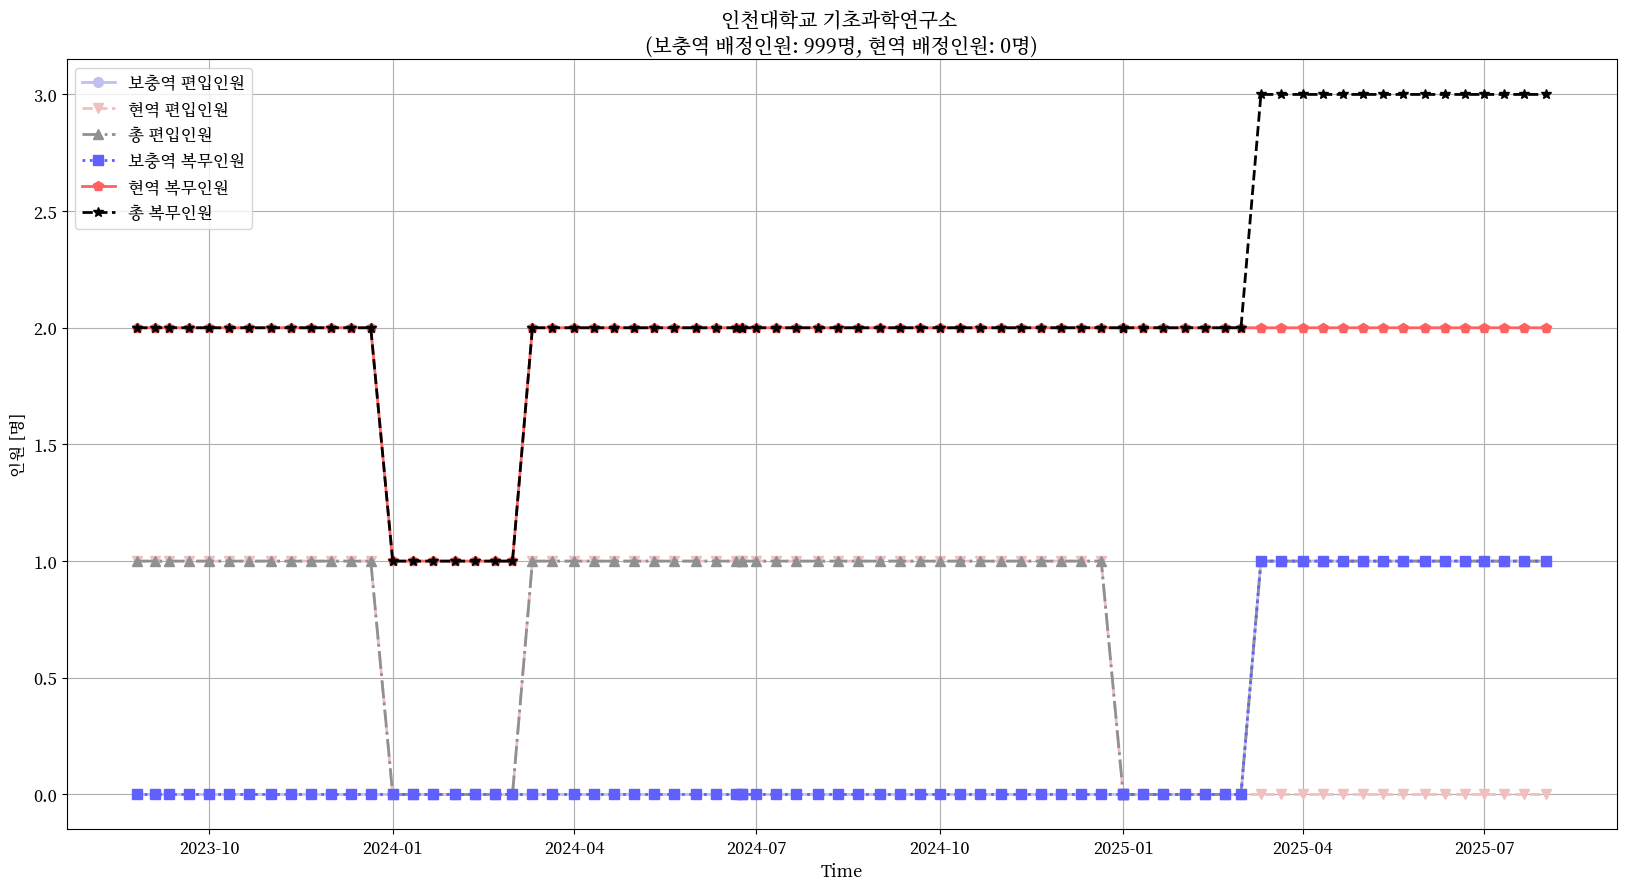 인천대학교 기초과학연구소
(보충역 배정인원: 999명, 현역 배정인원: 0명)
보충역 편입인원
현역 편입인원
총 편입인원
보충역 복무인원
현역 복무인원
총 복무인원
인원 [명]
3.0
2.5
2.0
1.5
1.0
0.5
0.0
2023-10
2024-01
2024-04
2024-07
2024-10
2025-01
2025-04
2025-07
Time